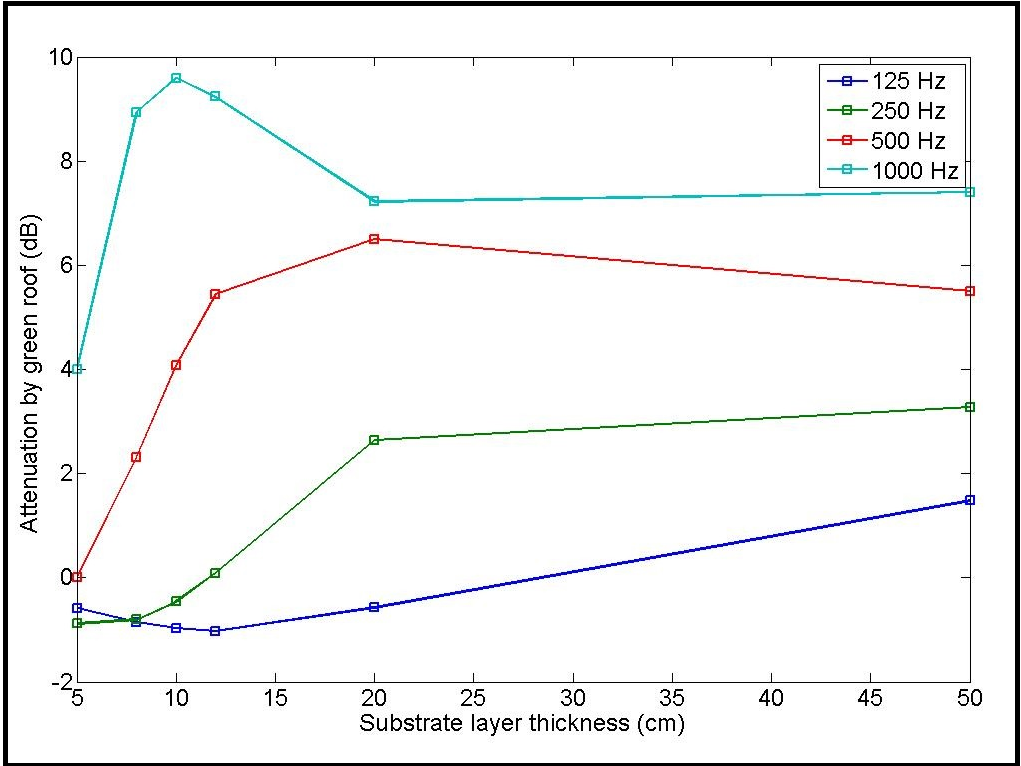 10
8
6
4
2
0
-2
Attenuation by green roof (dB)
125 Hz
250 Hz
500 Hz
1000 Hz
5 10 15 20 25 30 35 40 45 50
Substrate layer thickness (cm)